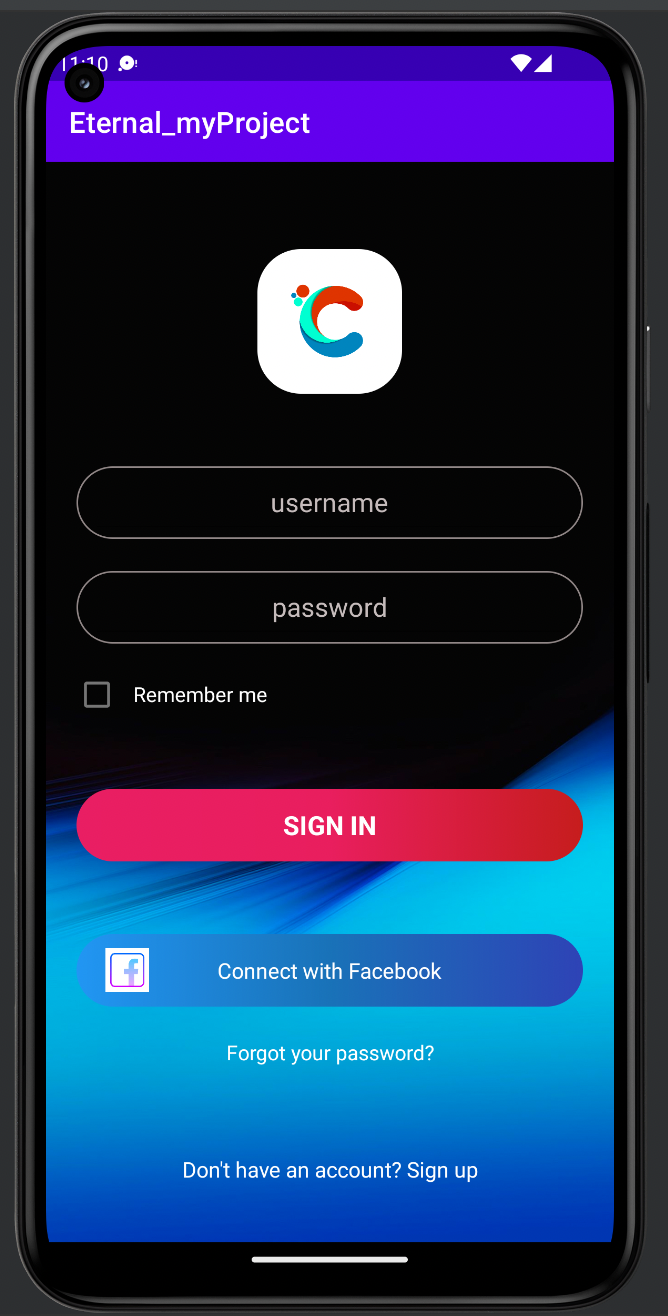 11:10
Eternal_myProject
username
password
Remember me
SIGN IN
Connect with Facebook
Forgot your password?
Don't have an account? Sign up